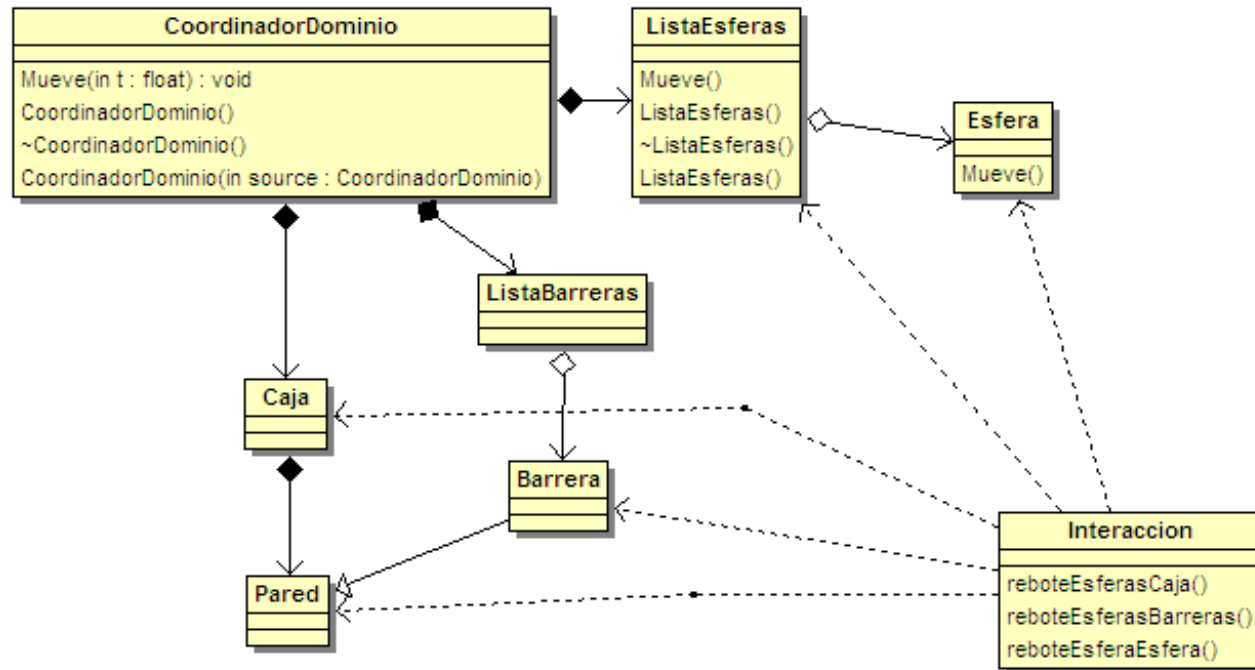 CoordinadorDominio
Mueve(in t : float) : void
CoordinadorDominio()
~CoordinadorDominio()
CoordinadorDominio(in source : CoordinadorDominio)
ListaEsferas
Mueve()
ListaEsferas()
~ListaEsferas()
ListaEsferas()
Esfera
Mueve()
ListaBarreras
Caja
Barrera
Pared
Interaccion
reboteEsferasCaja()
reboteEsferasBarreras()
reboteEsferaEsfera()